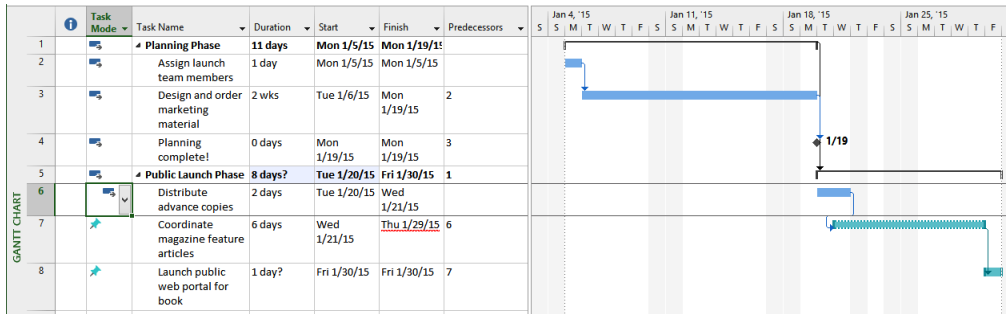 Jan 4, '15 Jan 11, '15 Jan 18, '15 Jan 25, '15
Task Mode Task Name Duration Start Finish Predecessors
S S M T W T F S S M T W T F S S M T W T F S S M T W T F
1 Planning Phase 11 days Mon 1/5/15 Mon 1/19/15
2 Assign launch team members 1 day Mon 1/5/15 Mon 1/5/15
3 Design and order marketing material 2 wks Tue 1/6/15 Mon 1/19/15 2
4 Planning complete! 0 days Mon 1/19/15 Mon 1/19/15 3
1/19
5 Public Launch Phase 8 days? Tue 1/20/15 Fri 1/30/15 1
6 Distribute advance copies 2 days Tue 1/20/15 Wed 1/21/15
7 Coordinate magazine feature articles 6 days Wed 1/21/15 Thu 1/29/15 6
8 Launch public web portal for book 1 day? Fri 1/30/15 Fri 1/30/15 7
GANTT CHART